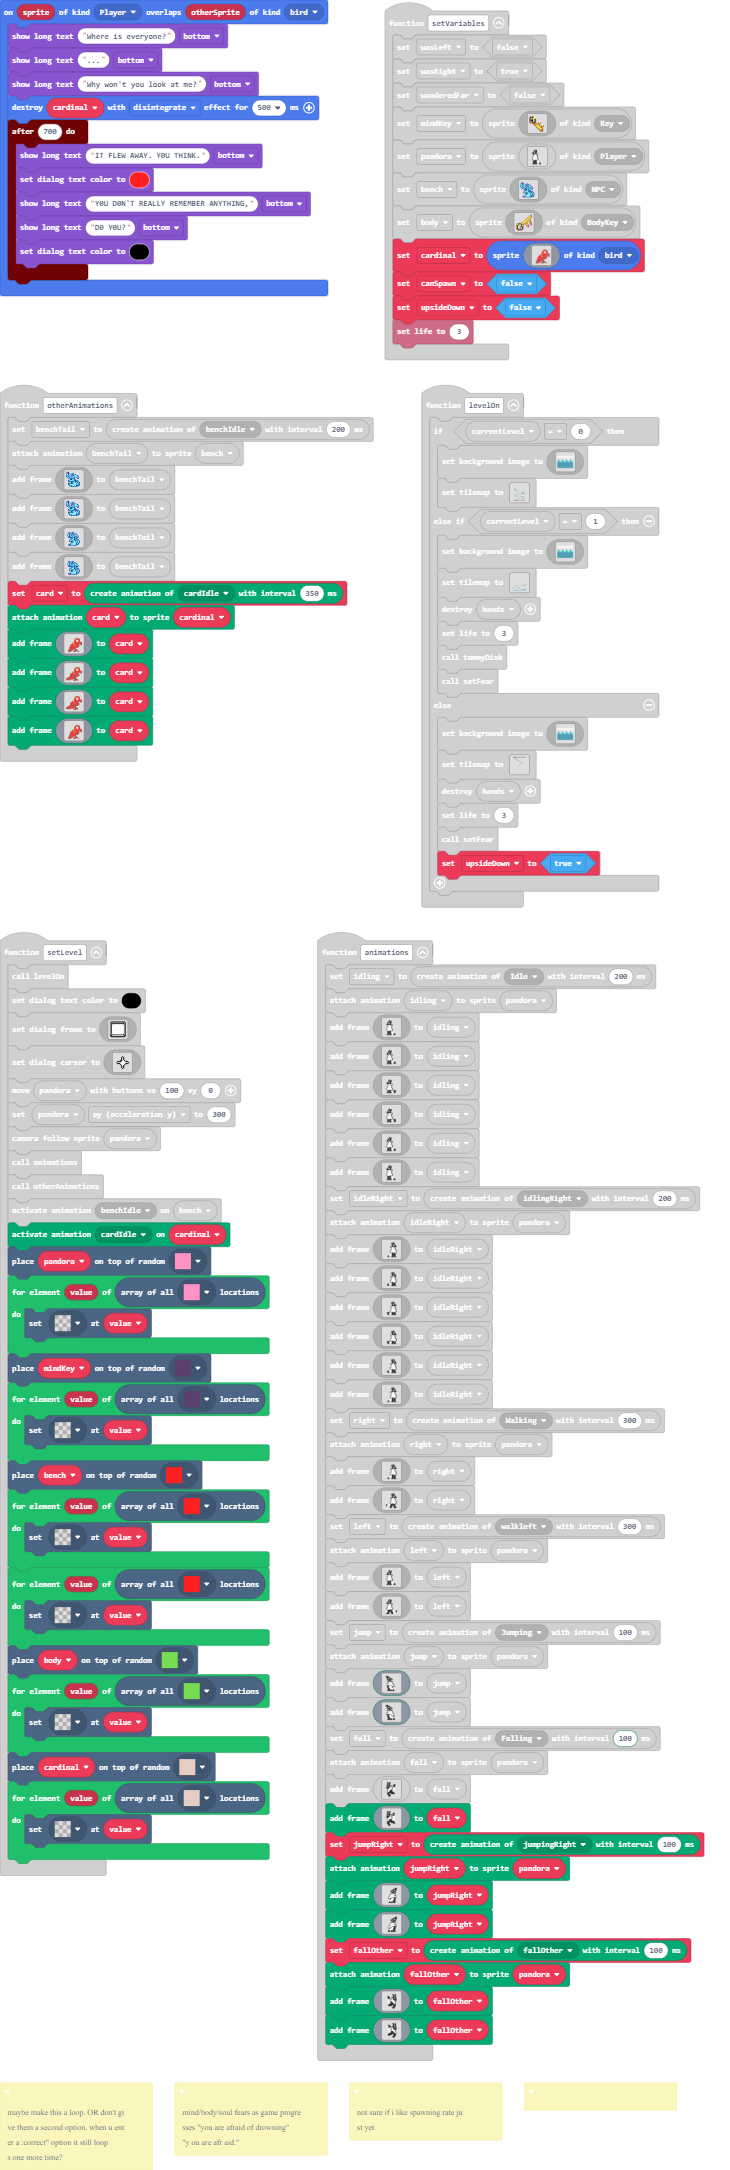 on sprite of kind Player overlaps otherSprite of kind bird
show long text "Where is everyone?" bottom
show long text "..." bottom
show long text "Why won't you look at me?" bottom
destroy cardinal with disintegrate effect for 500 ms
after 700 do
show long text "IT FLEW AWAY. Y0U THINK." bottom
set dialog text color to
show long text "Y0U D0N'T REALLY REMEMBER ANYTHING," bottom
show long text "D0 Y0U?" bottom
set dialog text color to
function setVariables
set wasLeft to false
set wasRight to true
set wanderedFar to false
set mindKey to sprite of kind Key
set pandora to sprite of kind Player
set bench to sprite of kind NPC
set body to sprite of kind BodyKey
set cardinal to sprite of kind bird
set canSpawn to false
set upsideDown to false
set life to 3
function otherAnimations
set benchTail to create animation of benchIdle with interval 200 ms
attach animation benchTail to sprite bench
add frame to benchTail
add frame to benchTail
add frame to benchTail
add frame to benchTail
set card to create animation of cardIdle with interval 350 ms
attach animation card to sprite cardinal
add frame to card
add frame to card
add frame to card
add frame to card
function levelOn
if currentLevel = 0 then
set background image to
set tilemap to
else if currentLevel = 1 then
set background image to
set tilemap to
destroy hands
set life to 3
call tommyDisk
call setFear
else
set background image to
set tilemap to
destroy hands
set life to 3
call setFear
set upsideDown to true
function setLevel
call levelOn
set dialog text color to
set dialog frame to
set dialog cursor to
move pandora with buttons vx 100 vy 0
set pandora ay (acceleration y) to 300
camera follow sprite pandora
call animations
call otherAnimations
activate animation benchIdle on bench
activate animation cardIdle on cardinal
place pandora on top of random
for element value of array of all locations
do
set at value
place mindKey on top of random
for element value of array of all locations
do
set at value
place bench on top of random
for element value of array of all locations
do
set at value
for element value of array of all locations
do
set at value
place body on top of random
for element value of array of all locations
do
set at value
place cardinal on top of random
for element value of array of all locations
do
set at value
function animations
set idling to create animation of Idle with interval 200 ms
attach animation idling to sprite pandora
add frame to idling
add frame to idling
add frame to idling
add frame to idling
add frame to idling
add frame to idling
set idleRight to create animation of idlingRight with interval 200 ms
attach animation idleRight to sprite pandora
add frame to idleRight
add frame to idleRight
add frame to idleRight
add frame to idleRight
add frame to idleRight
add frame to idleRight
set right to create animation of Walking with interval 300 ms
attach animation right to sprite pandora
add frame to right
add frame to right
set left to create animation of walkleft with interval 300 ms
attach animation left to sprite pandora
add frame to left
add frame to left
set jump to create animation of Jumping with interval 100 ms
attach animation jump to sprite pandora
add frame to jump
add frame to jump
set fall to create animation of Falling with interval 100 ms
attach animation fall to sprite pandora
add frame to fall
add frame to fall
set jumpRight to create animation of jumpingRight with interval 100 ms
attach animation jumpRight to sprite pandora
add frame to jumpRight
add frame to jumpRight
set fallOther to create animation of fallOther with interval 100 ms
attach animation fallOther to sprite pandora
add frame to fallOther
add frame to fallOther
maybe make this a loop. OR don't gi
ve them a second option. when u ent
er a :correct" option it still loop
s one more time?
mind/body/soul fears as game progre
sses "you are afraid of drowning"
"y ou are afr aid."
not sure if i like spawning rate ju
st yet